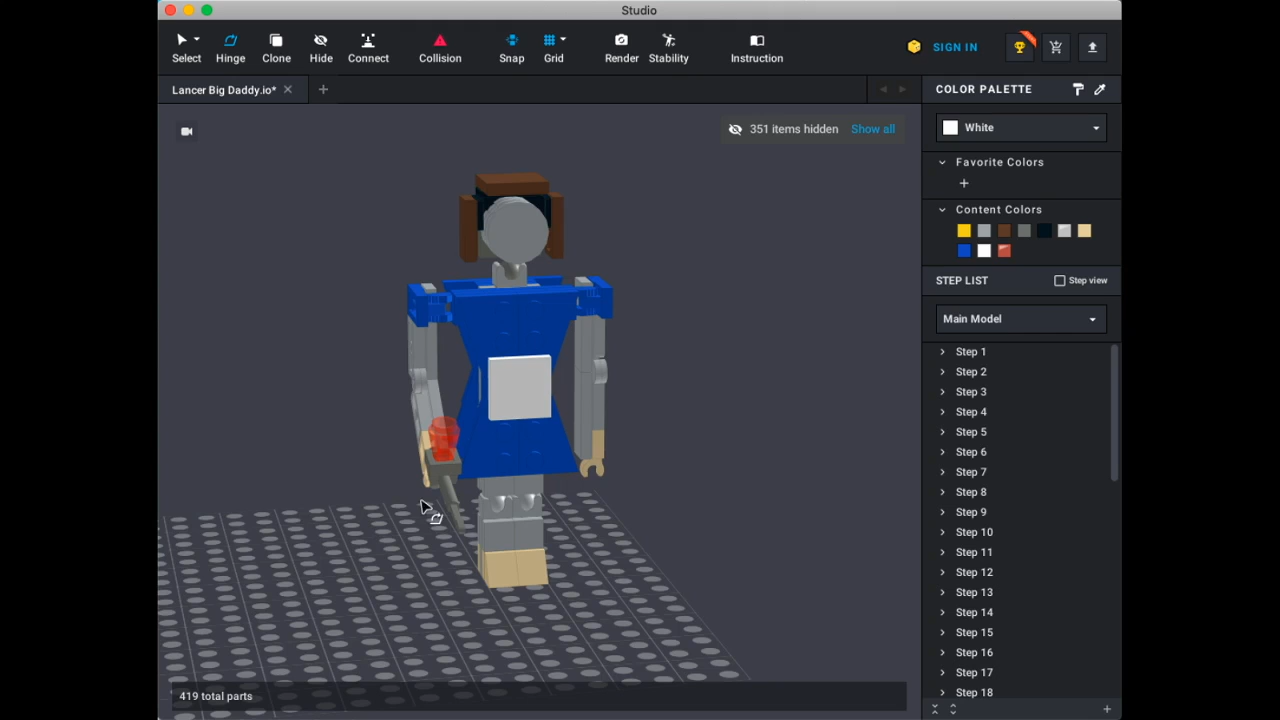 Studio
Select Hinge Clone Hide Connect Collision Snap Grid Render Stability Instruction SIGN IN
Lancer Big Daddy.io*
351 items hidden Show all
COLOR PALETTE
White
Favorite Colors
Content Colors
STEP LIST Step view
Main Model
Step 1
Step 2
Step 3
Step 4
Step 5
Step 6
Step 7
Step 8
Step 9
Step 10
Step 11
Step 12
Step 13
Step 14
Step 15
Step 16
Step 17
Step 18
419 total parts